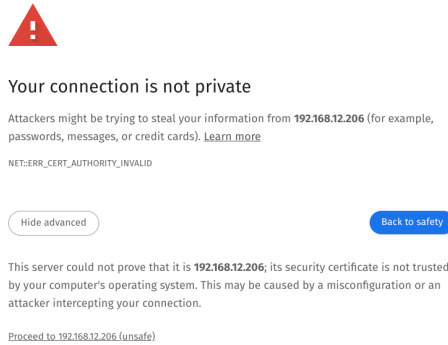 Your connection is not private
Attackers might be trying to steal your information from 192.168.12.206 (for example,
passwords, messages, or credit cards). Learn more
NET::ERR_CERT_AUTHORITY_INVALID
Hide advanced
Back to safety
This server could not prove that it is 192.168.12.206; its security certificate is not trusted
by your computer's operating system. This may be caused by a misconfiguration or an
attacker intercepting your connection.
Proceed to 192.168.12.206 (unsafe)